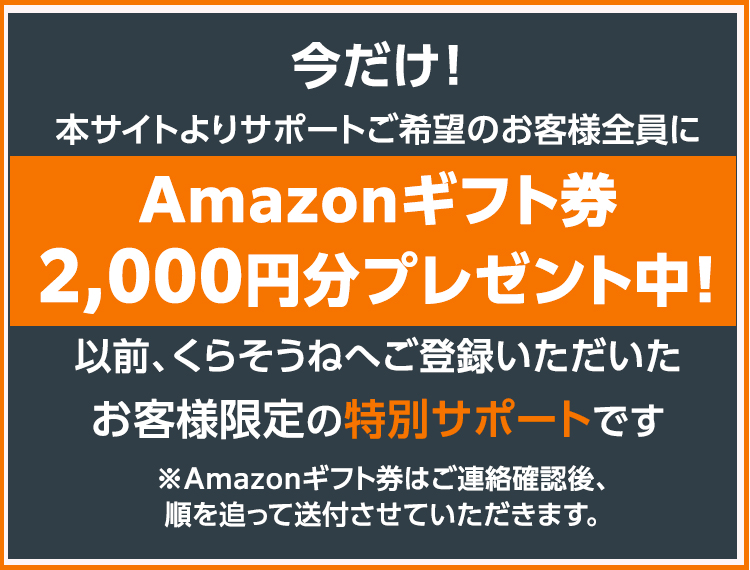 今だけ！
本サイトよりサポートご希望のお客様全員に
Amazonギフト券
2,000円分プレゼント中！
以前、くらそうねへご登録いただいた
お客様限定の特別サポートです
※Amazonギフト券はご連絡確認後、
順を追って送付させていただきます。